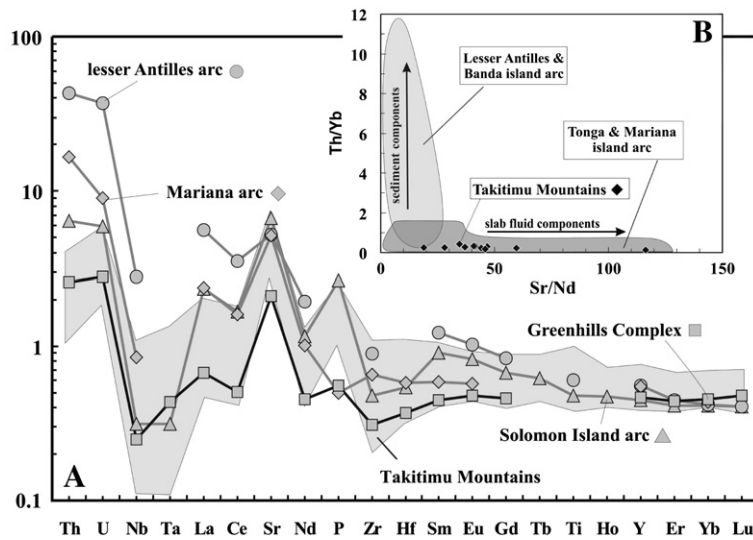 100
10
1
0.1
lesser Antilles arc
Mariana arc
Greenhills Complex
Solomon Island arc
Takitimu Mountains
A
Th U Nb Ta La Ce Sr Nd P Zr Hf Sm Eu Gd Tb Ti Ho Y Er Yb Lu
B
12
10
8
6
4
2
0
Th/Yb
sediment components
Lesser Antilles &
Banda island arc
Tonga & Mariana
island arc
Takitimu Mountains
slab fluid components
0 50 100 150
Sr/Nd